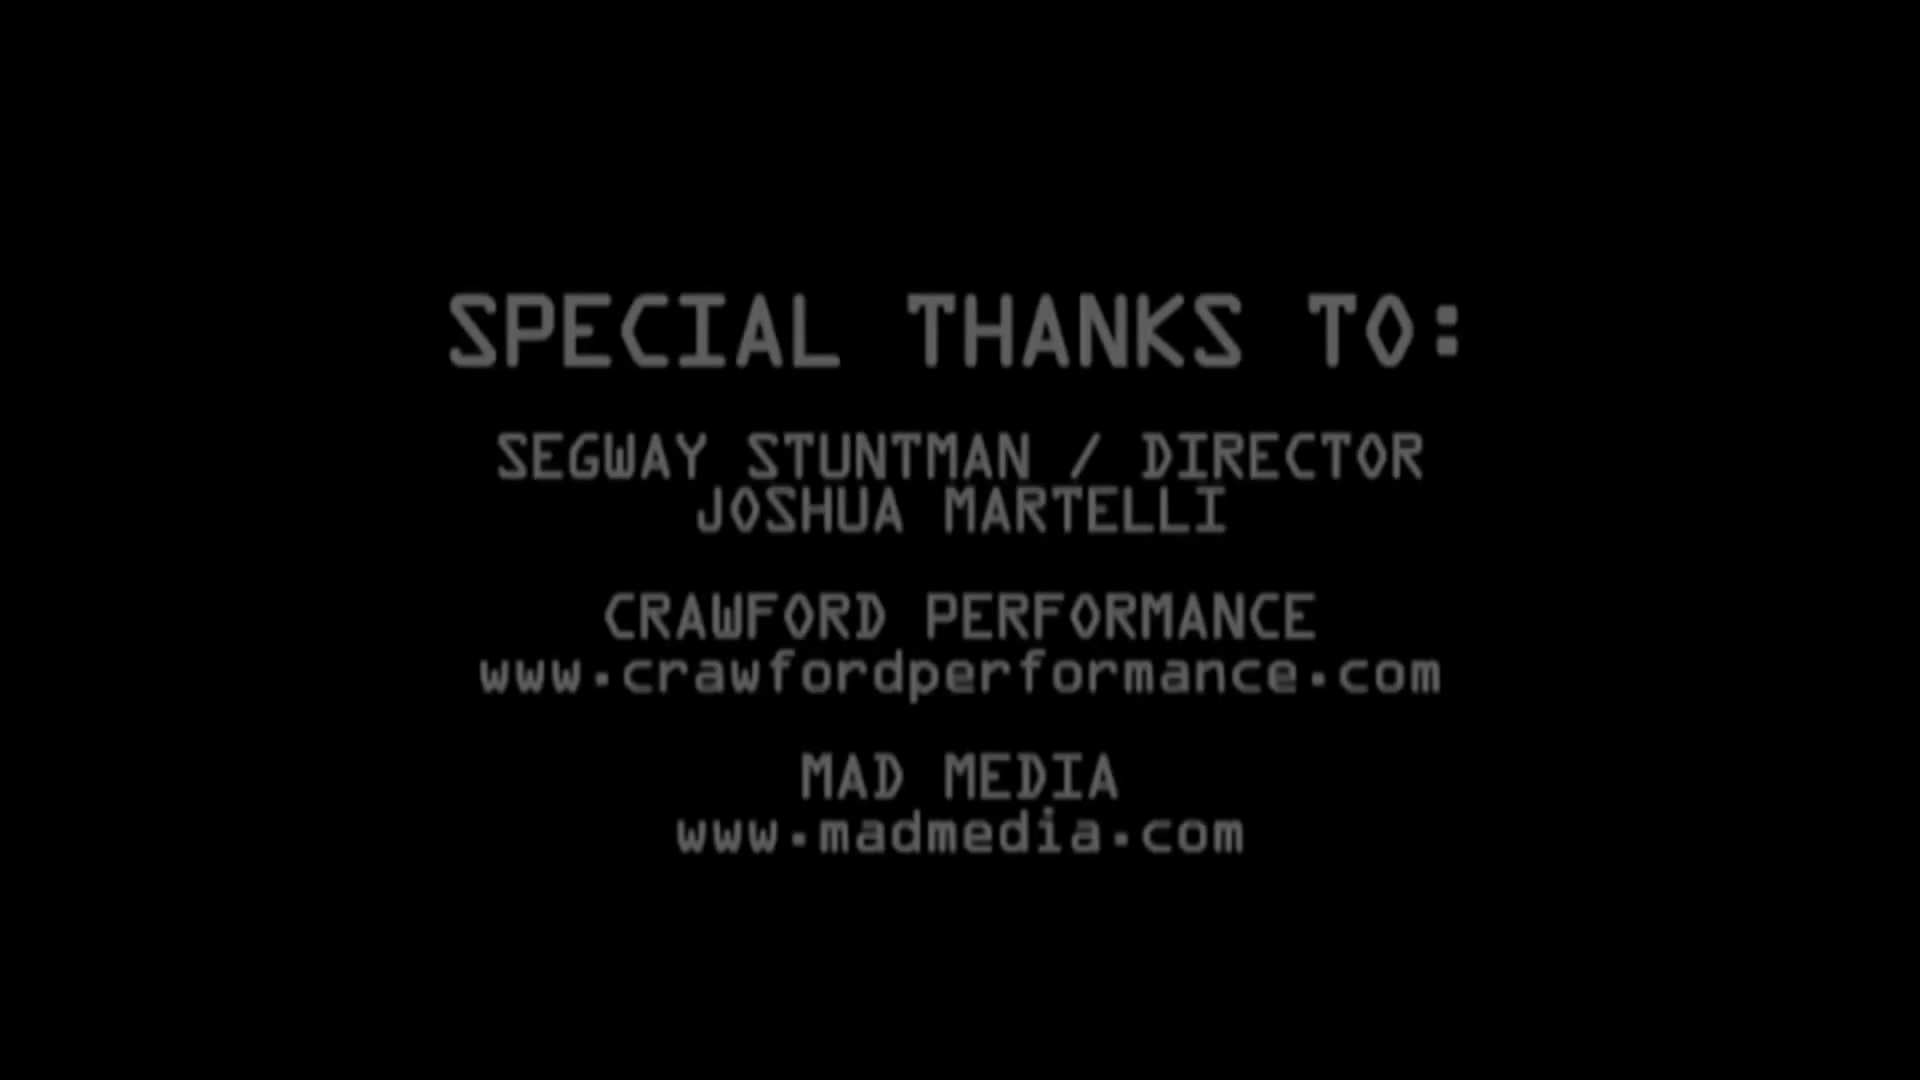 SPECIAL THANKS TO:
SEGWAY STUNTMAN / DIRECTOR
JOSHUA MARTELLI
CRAWFORD PERFORMANCE
www.crawfordperformance.com
MAD MEDIA
www.madmedia.com